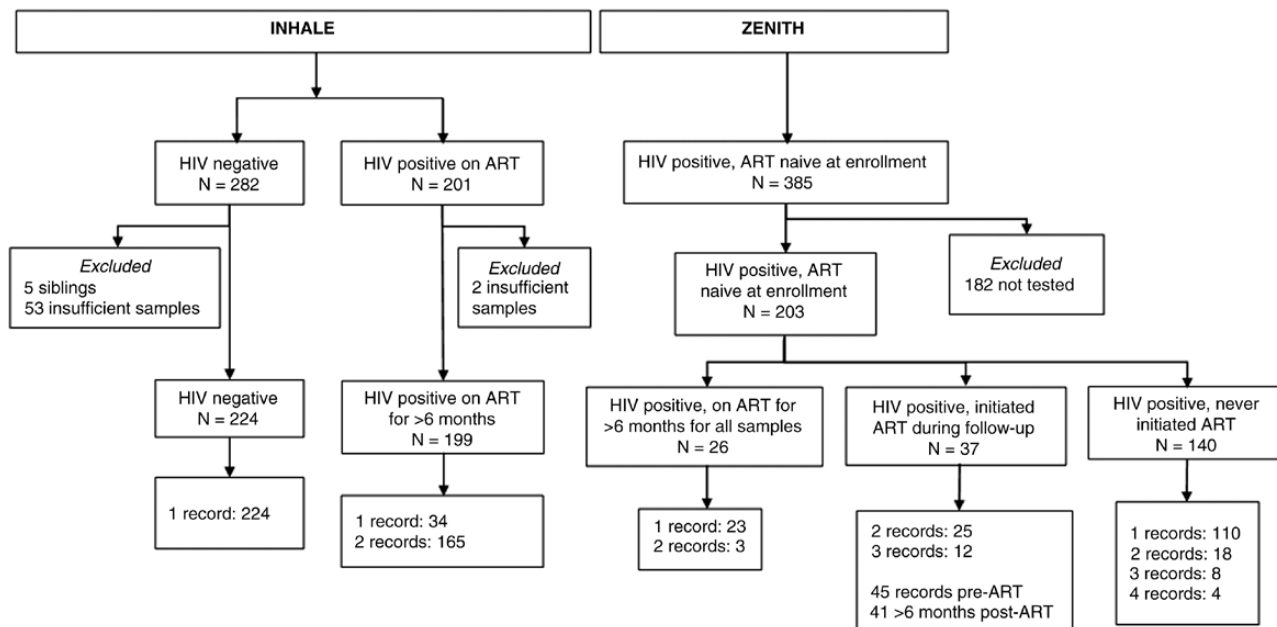 INHALE
ZENITH
HIV negative
N = 282
HIV positive on ART
N = 201
HIV positive, ART naive at enrollment
N = 385
Excluded
5 siblings
53 insufficient samples
Excluded
2 insufficient
samples
HIV positive, ART
naive at enrollment
N = 203
Excluded
182 not tested
HIV negative
N = 224
HIV positive on ART
for >6 months
N = 199
HIV positive, on ART for
>6 months for all samples
N = 26
HIV positive, initiated
ART during follow-up
N = 37
HIV positive, never
initiated ART
N = 140
1 record: 224
1 record: 34
2 records: 165
1 record: 23
2 records: 3
2 records: 25
3 records: 12
45 records pre-ART
41 >6 months post-ART
1 records: 110
2 records: 18
3 records: 8
4 records: 4